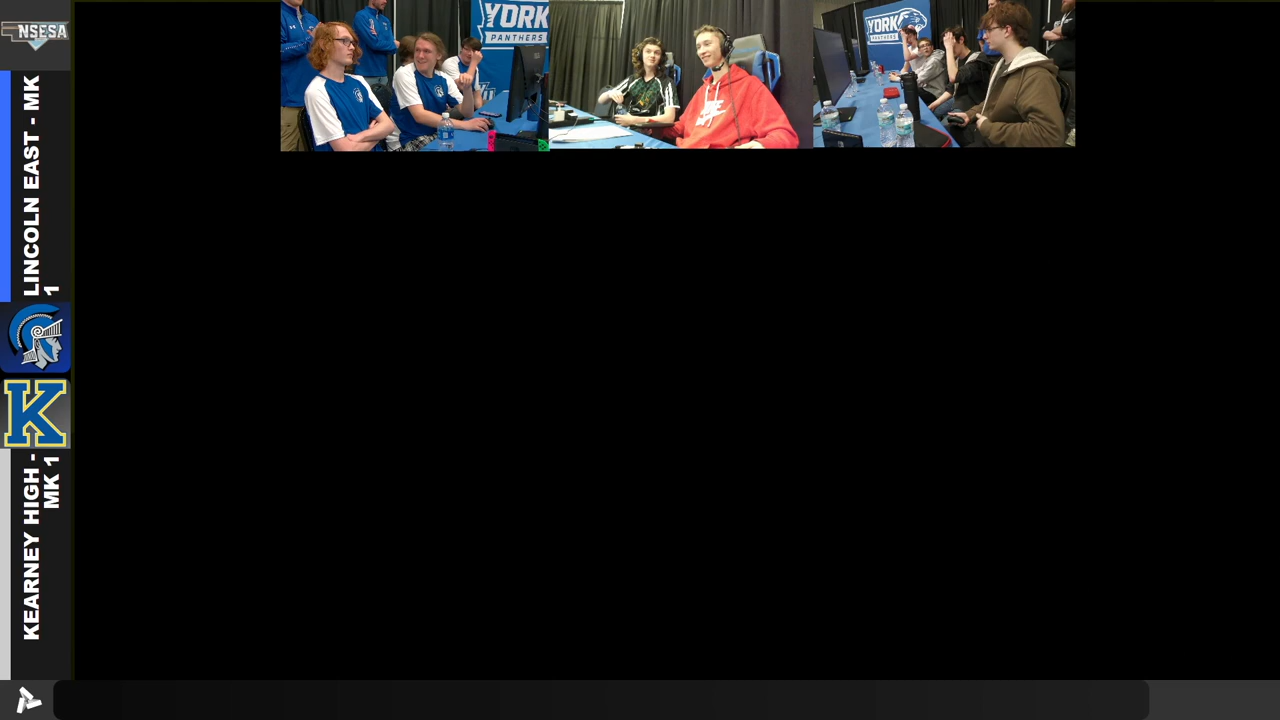 NSESA
LINCOLN EAST - MK
1
K
KEARNEY HIGH -
MK 1
YORK
PANTHERS
YORK
PANTHERS